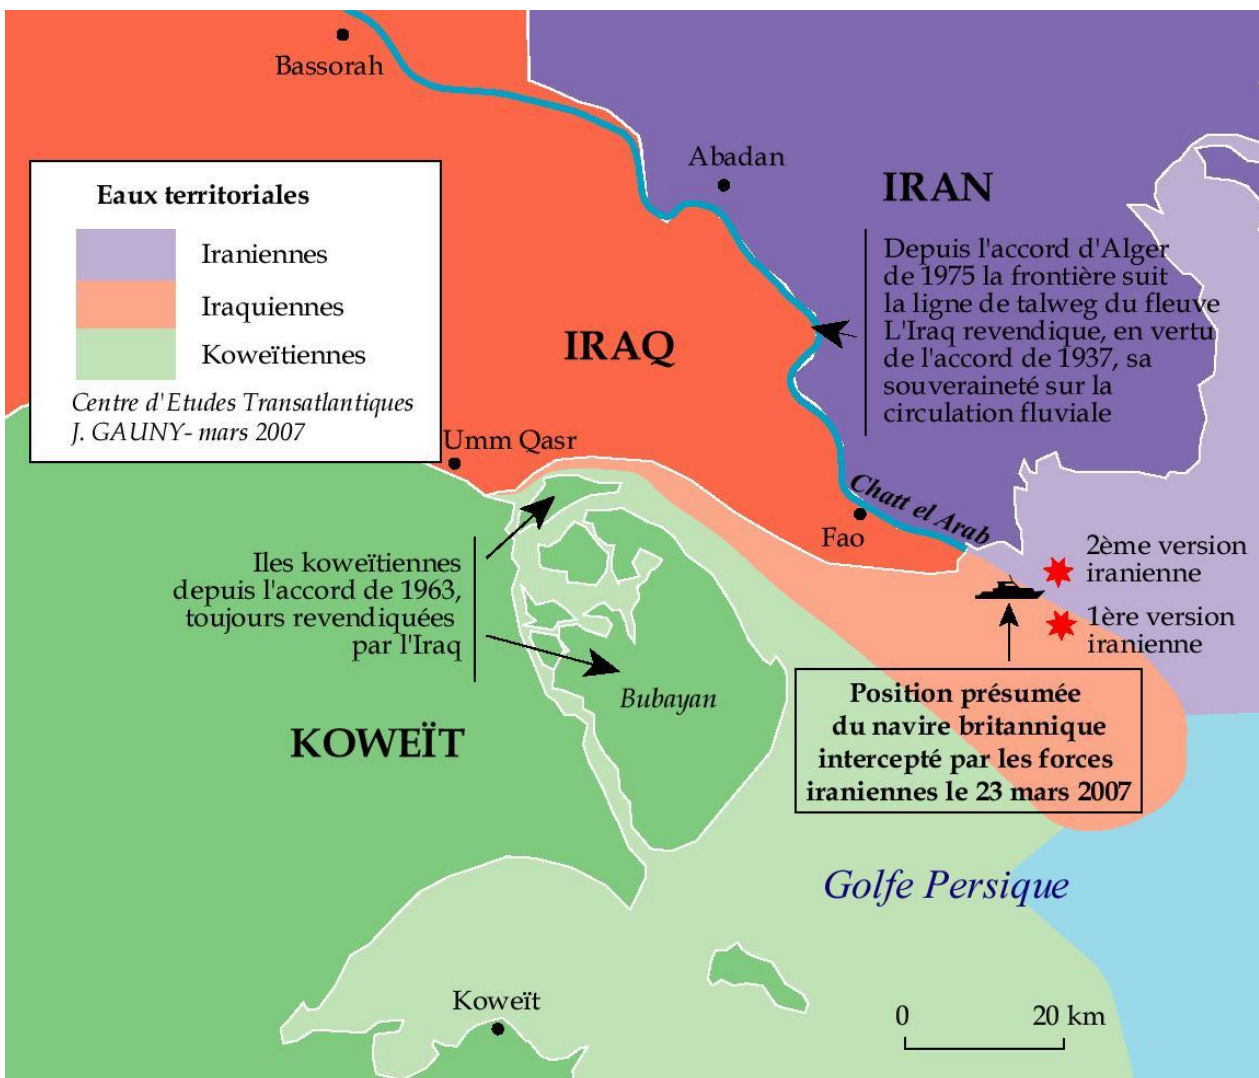 Bassorah
Abadan
IRAN
Eaux territoriales
Iraniennes
Iraquiennes
Koweïtiennes
Centre d'Etudes Transatlantiques
J. GAUNY- mars 2007
Depuis l'accord d'Alger
de 1975 la frontière suit
la ligne de talweg du fleuve
L'Iraq revendique, en vertu
de l'accord de 1937, sa
souveraineté sur la
circulation fluviale
IRAQ
Umm Qasr
Chatt el Arab
Fao
Iles koweïtiennes
depuis l'accord de 1963,
toujours revendiquées
par l'Iraq
2ème version
iranienne
1ère version
iranienne
Bubayan
KOWEÏT
Position présumée
du navire britannique
intercepté par les forces
iraniennes le 23 mars 2007
Golfe Persique
Koweït
0 20 km